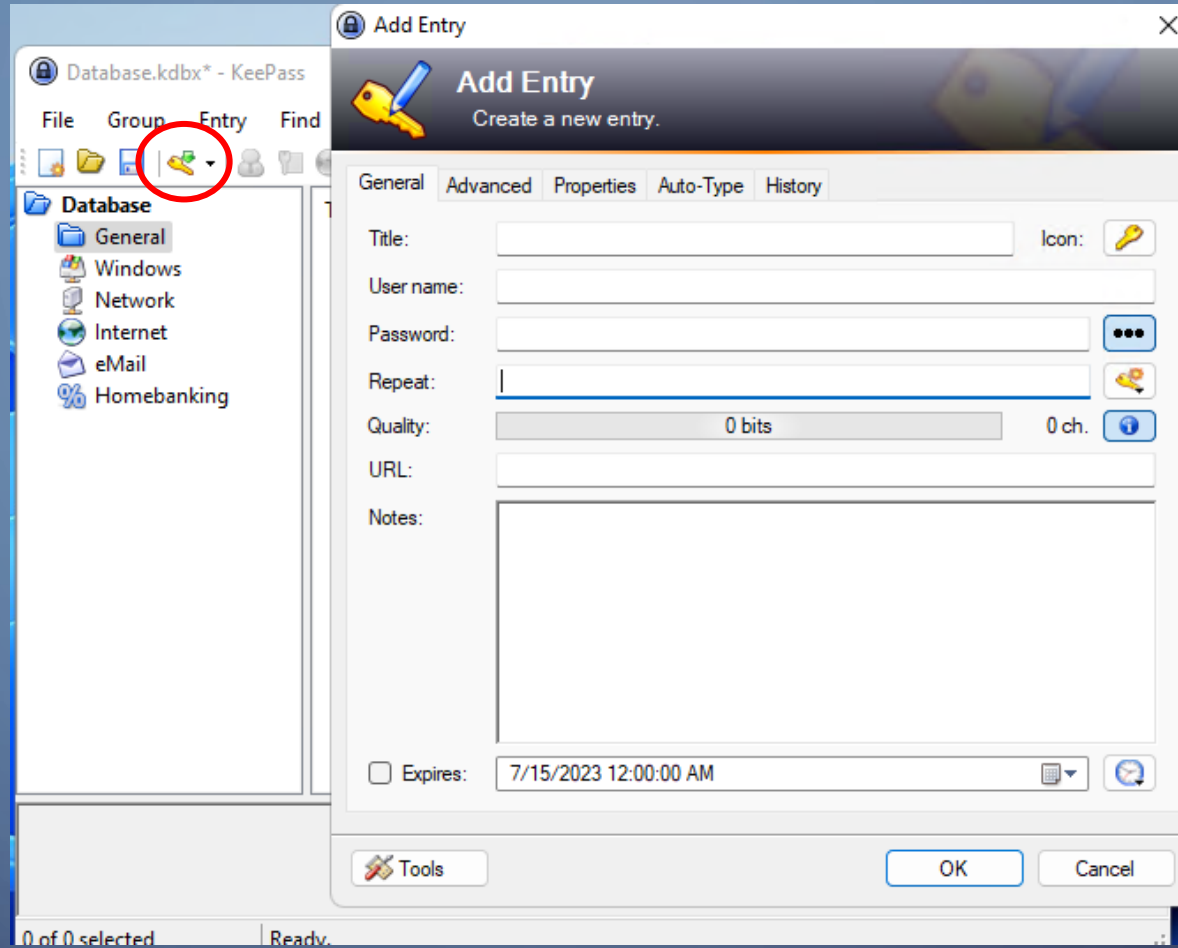 Add Entry
Database.kdbx* - KeePass
File Group Entry Find
Database
General
Windows
Network
Internet
eMail
Homebanking
0 of 0 selected Ready.
Add Entry
Create a new entry.
General Advanced Properties Auto-Type History
Title: Icon:
User name:
Password:
Repeat:
Quality: 0 bits 0 ch.
URL:
Notes:
Expires: 7/15/2023 12:00:00 AM
Tools OK Cancel